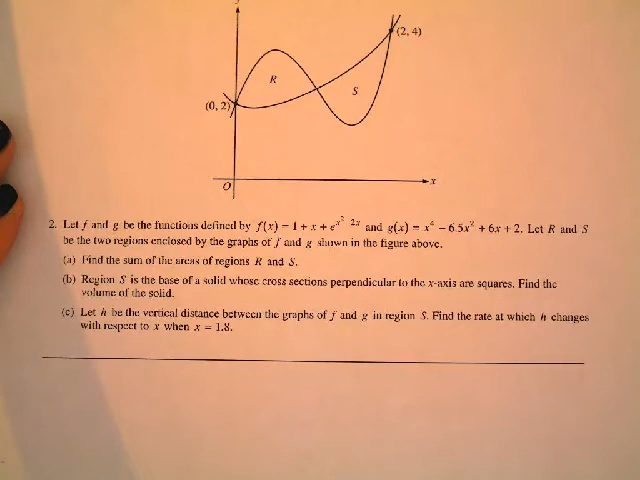 y
(2, 4)
R
S
(0, 2)
O
x
2. Let f and g be the functions defined by f(x) = 1 + x + e^{x^2 - 2x} and g(x) = x^4 - 6.5x^2 + 6x + 2. Let R and S
be the two regions enclosed by the graphs of f and g shown in the figure above.
(a) Find the sum of the areas of regions R and S.
(b) Region S is the base of a solid whose cross sections perpendicular to the x-axis are squares. Find the
volume of the solid.
(c) Let h be the vertical distance between the graphs of f and g in region S. Find the rate at which h changes
with respect to x when x = 1.8.